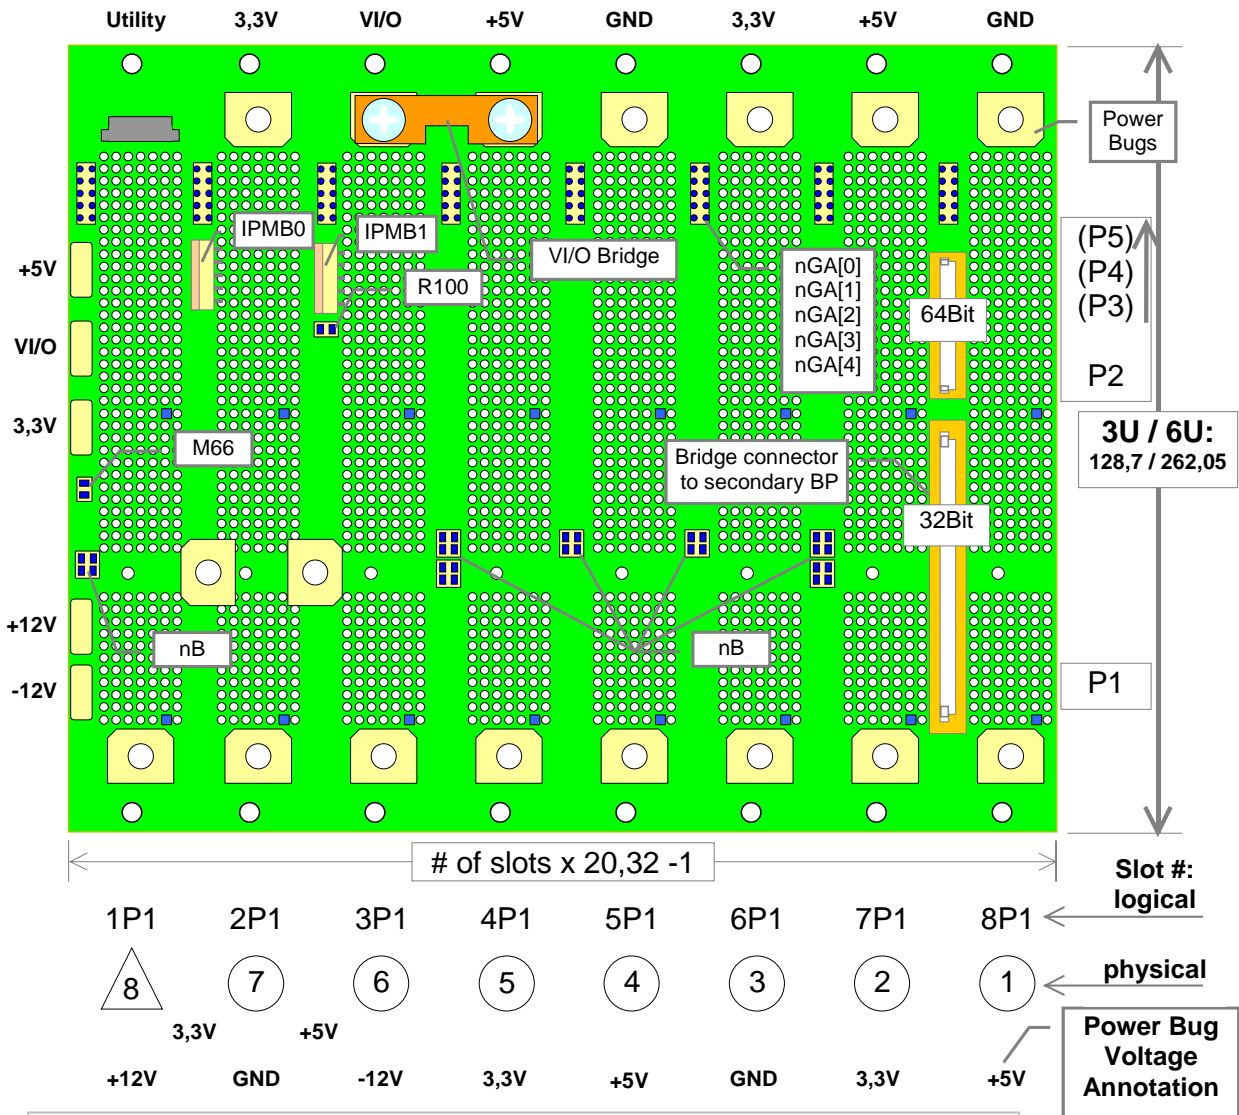 Utility 3,3V VI/O +5V GND 3,3V +5V GND
Power
Bugs
IPMB0
IPMB1
VI/O Bridge
R100
nGA[0]
nGA[1]
nGA[2]
nGA[3]
nGA[4]
64Bit
(P5)
(P4)
(P3)
P2
+5V
VI/O
3,3V
M66
Bridge connector
to secondary BP
32Bit
3U / 6U:
128,7 / 262,05
+12V
-12V
nB
nB
P1
# of slots x 20,32 -1
Slot #:
logical
1P1 2P1 3P1 4P1 5P1 6P1 7P1 8P1
physical
8 7 6 5 4 3 2 1
3,3V +5V
Power Bug
Voltage
Annotation
+12V GND -12V 3,3V +5V GND 3,3V +5V